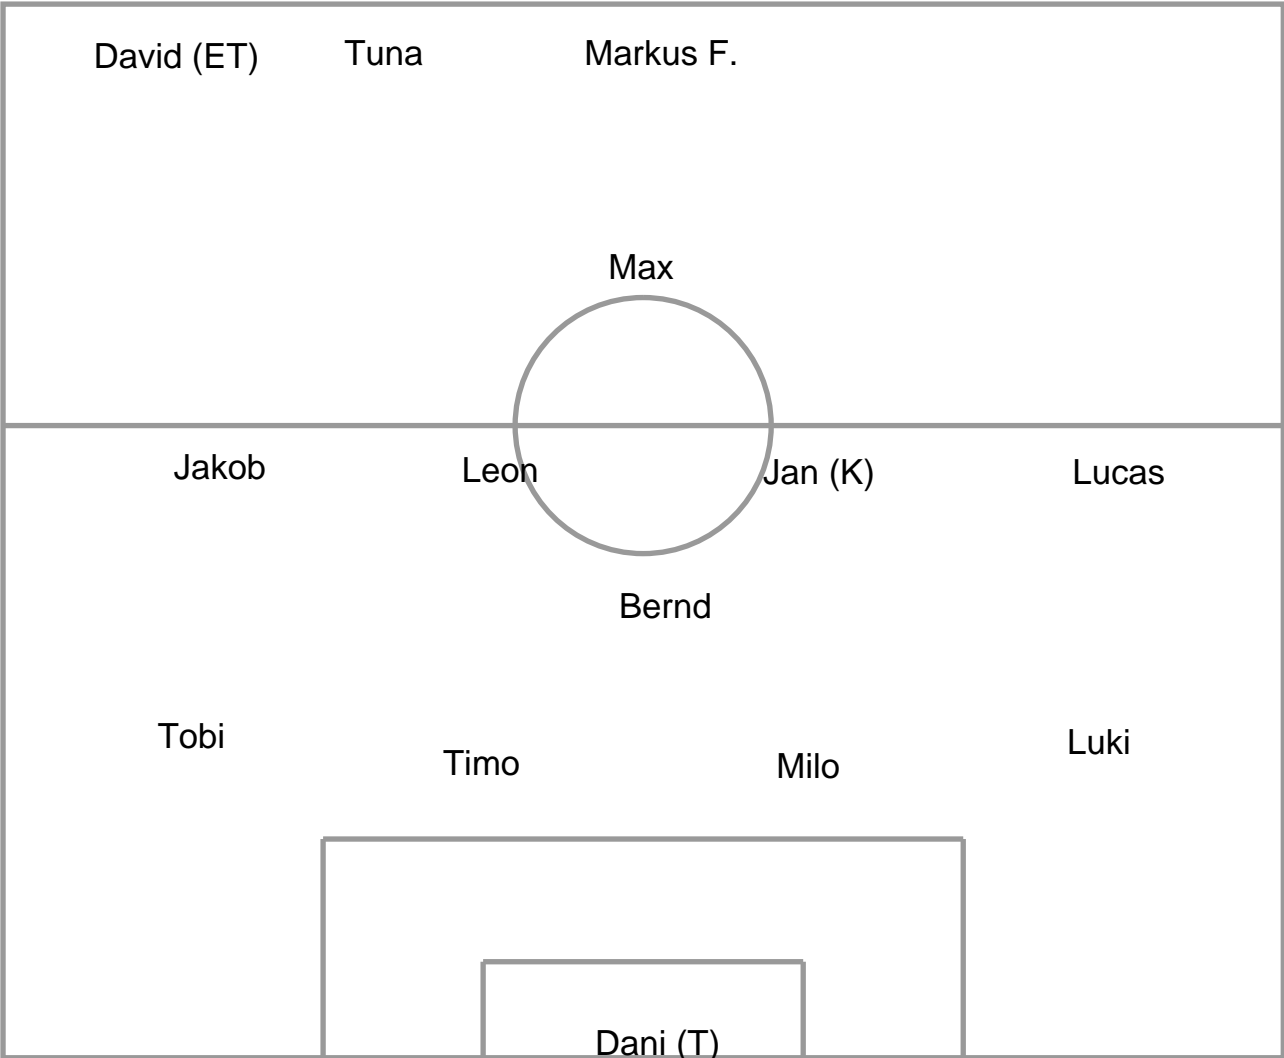 David (ET) Tuna Markus F.
Max
Jakob Leon Jan (K) Lucas
Bernd
Tobi Timo Milo Luki
Dani (T)